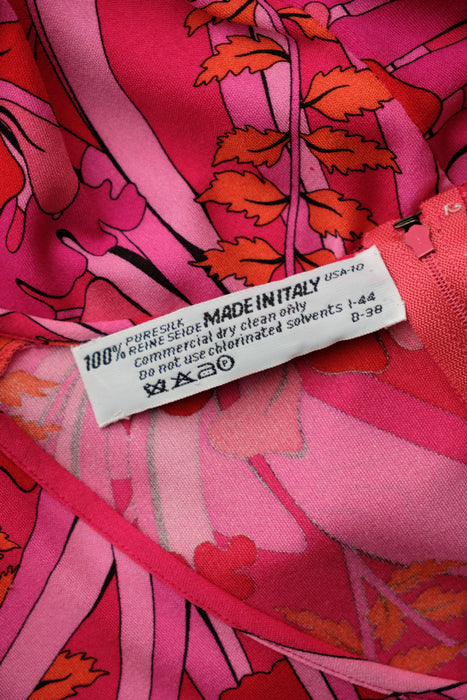 100% PURE SILK MADE IN ITALY USA-10
REINE SEIDE
Commercial dry clean only I-44
Do not use chlorinated solvents D-38
P